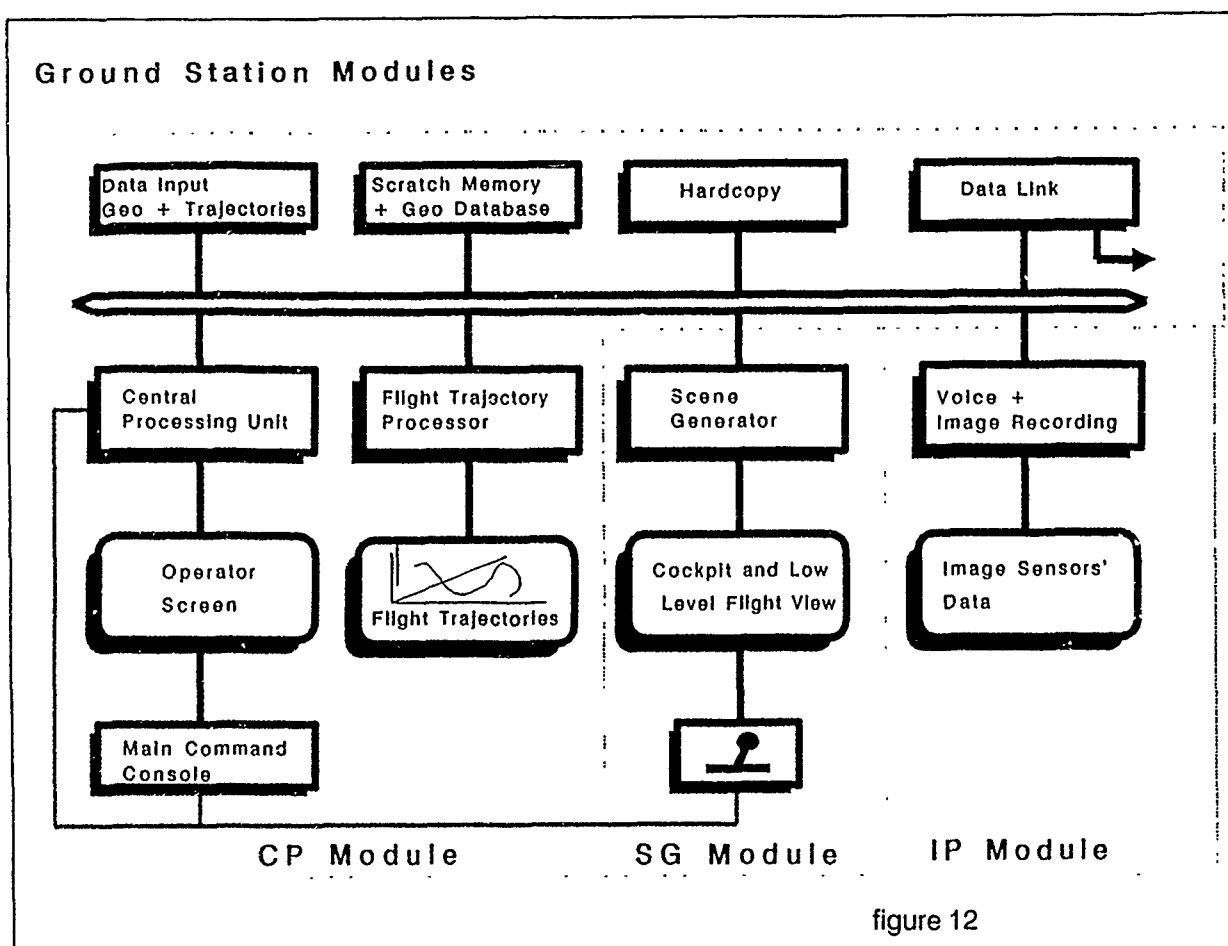 Ground Station Modules
Data Input
Geo + Trajectories
Scratch Memory
+ Geo Database
Hardcopy
Data Link
Central
Processing Unit
Flight Trajectory
Processor
Scene
Generator
Voice +
Image Recording
Operator
Screen
Flight Trajectories
Cockpit and Low
Level Flight View
Image Sensors'
Data
Main Command
Console
CP Module
SG Module
IP Module
figure 12